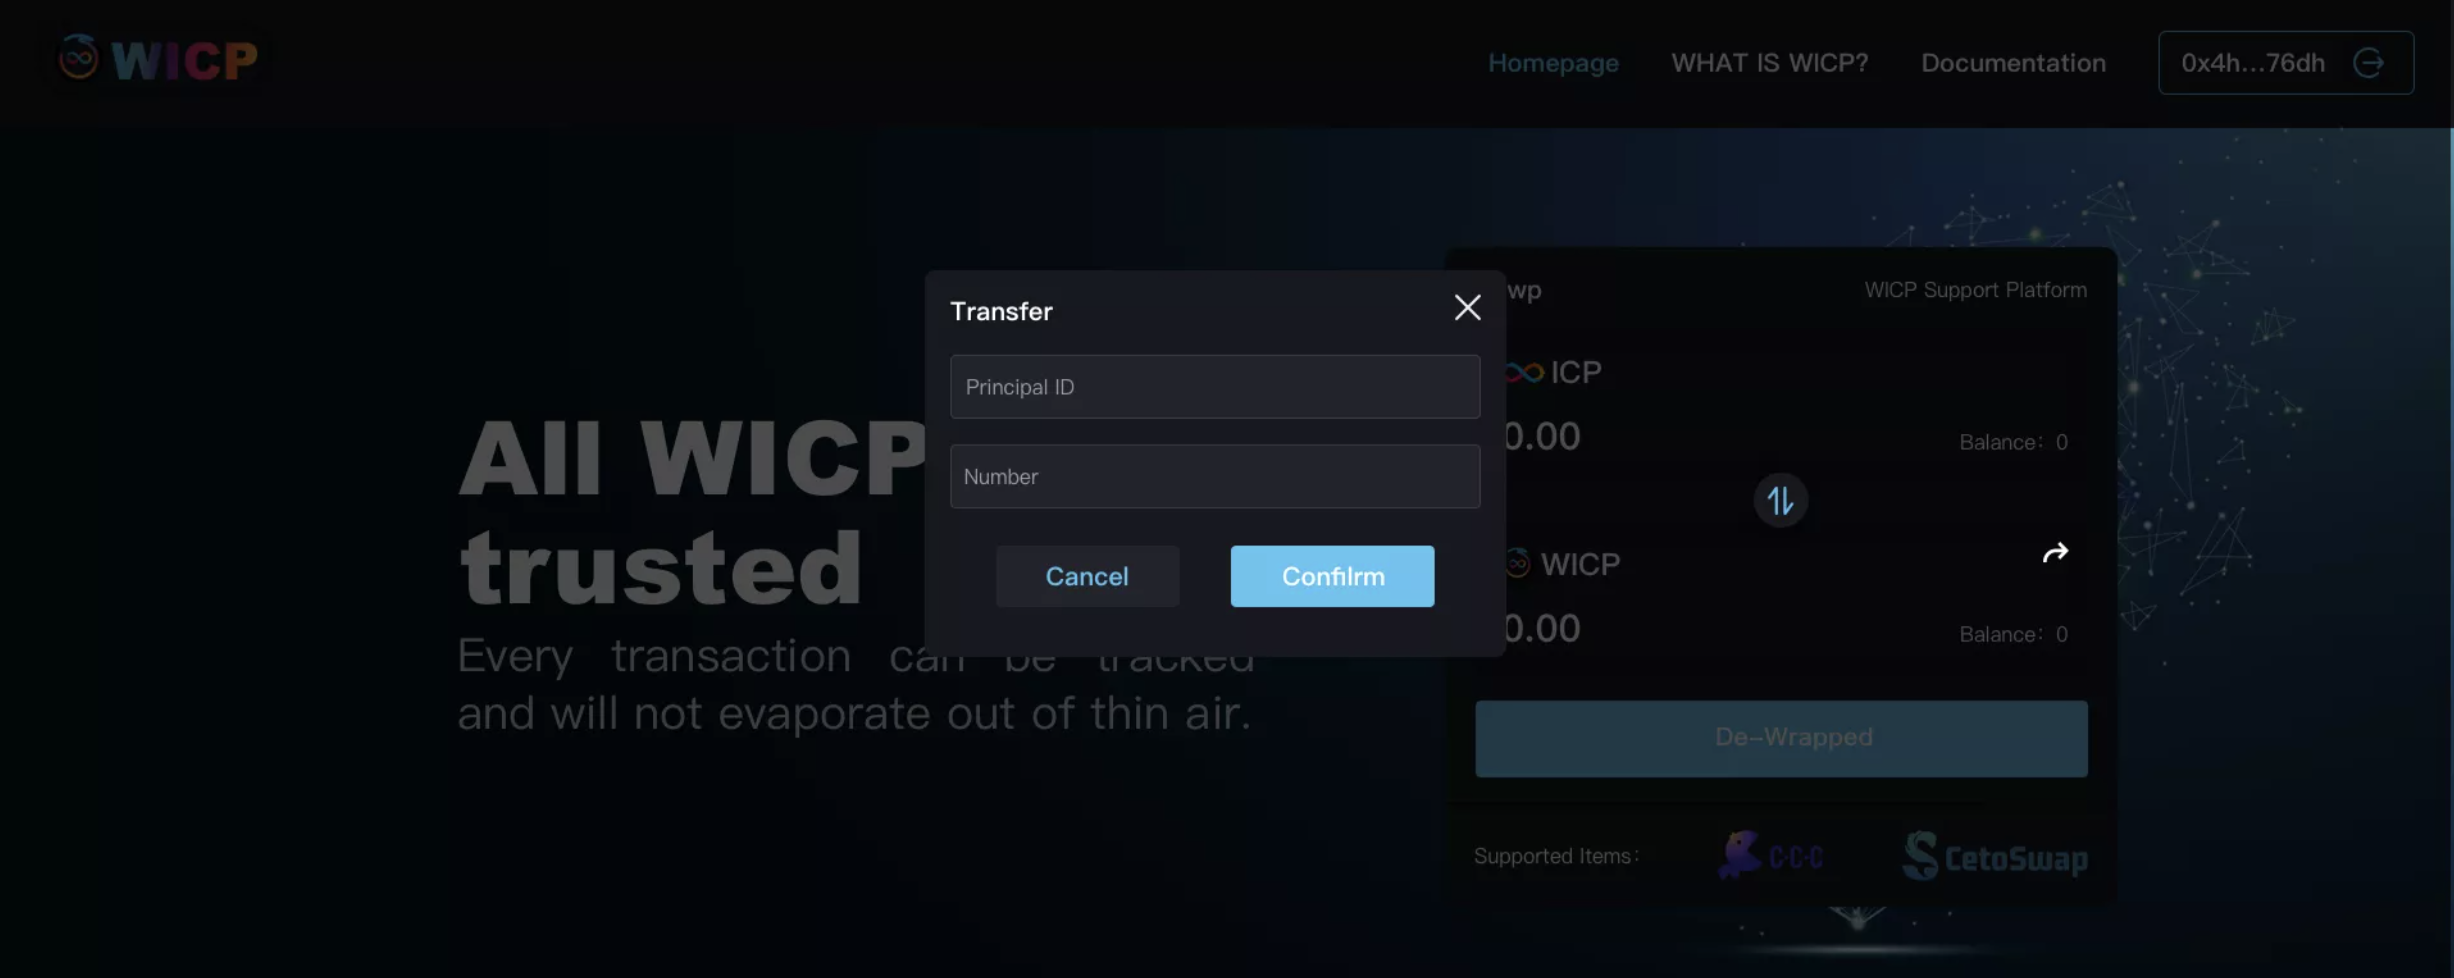 WICP
Homepage
WHAT IS WICP?
Documentation
0x4h...76dh
Transfer
Principal ID
Number
Cancel
Confilrm
All WICP
trusted
Every transaction can be tracked
and will not evaporate out of thin air.
wp
WICP Support Platform
ICP
0.00
Balance: 0
WICP
0.00
Balance: 0
De-Wrapped
Supported Items:
C-C-C
CetoSwap